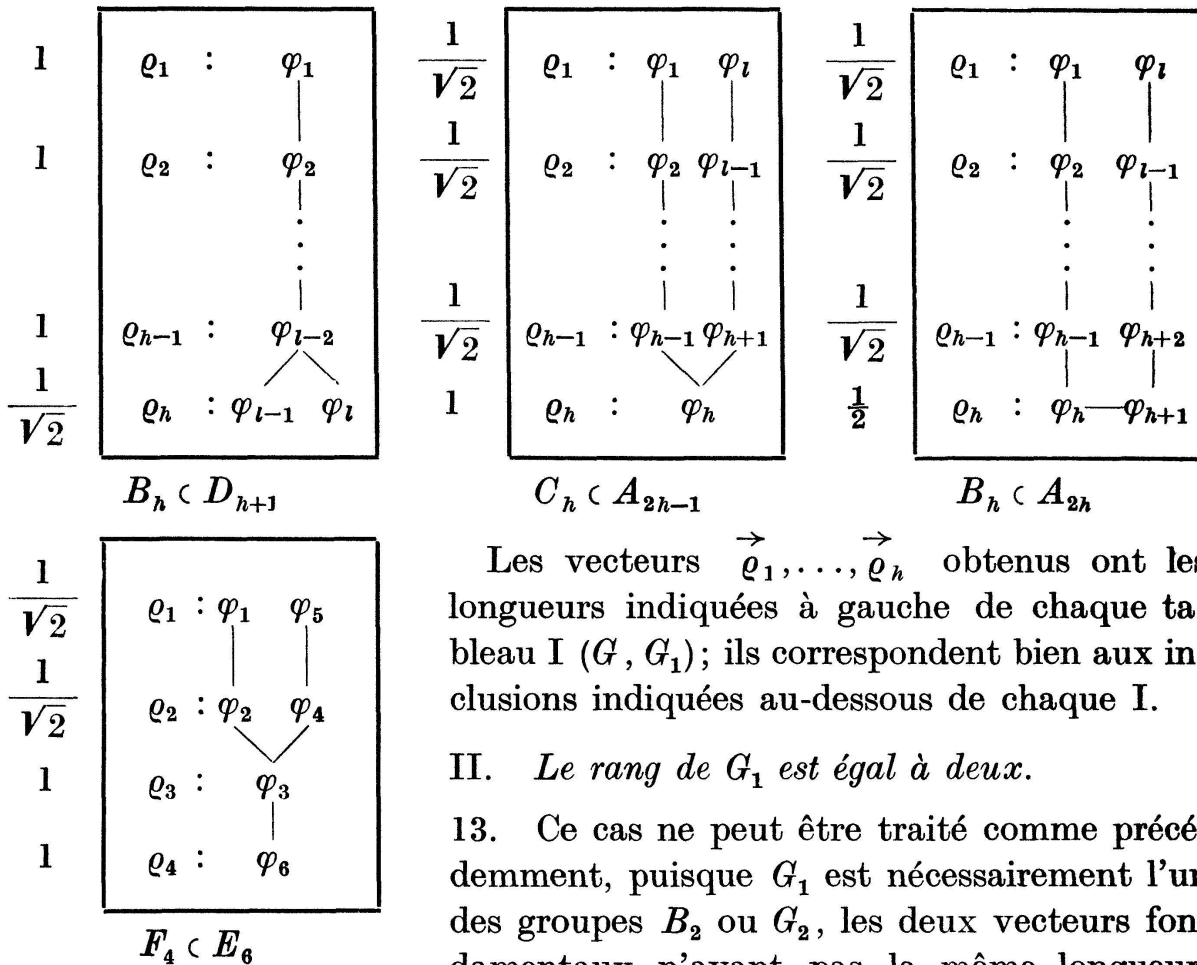 1 ϱ₁ : φ₁
1 ϱ₂ : φ₂
1 ϱ_{h−1} : φ_{l−2}
1/√2 ϱ_h : φ_{l−1} φ_l
B_h ⊂ D_{h+1}
1/√2 ϱ₁ : φ₁ φ_l
1/√2 ϱ₂ : φ₂ φ_{l−1}
1/√2 ϱ_{h−1} : φ_{h−1} φ_{h+1}
1 ϱ_h : φ_h
C_h ⊂ A_{2h−1}
1/√2 ϱ₁ : φ₁ φ_l
1/√2 ϱ₂ : φ₂ φ_{l−1}
1/√2 ϱ_{h−1} : φ_{h−1} φ_{h+2}
½ ϱ_h : φ_h — φ_{h+1}
B_h ⊂ A_{2h}
1/√2 ϱ₁ : φ₁ φ₅
1/√2 ϱ₂ : φ₂ φ₄
1 ϱ₃ : φ₃
1 ϱ₄ : φ₆
F₄ ⊂ E₆
Les vecteurs ϱ⃗₁,..., ϱ⃗_h obtenus ont les
longueurs indiquées à gauche de chaque ta
bleau I (G, G₁); ils correspondent bien aux in
clusions indiquées au-dessous de chaque I.
II. Le rang de G₁ est égal à deux.
13. Ce cas ne peut être traité comme précé
demment, puisque G₁ est nécessairement l'un
des groupes B₂ ou G₂, les deux vecteurs fon
damentaux n'ayant pas la même longueur